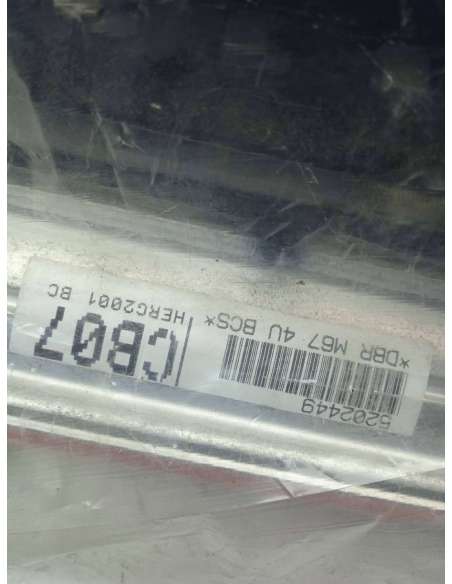 5202449
*DBR M67 4U BCS*
CB07
HERC2001 BC